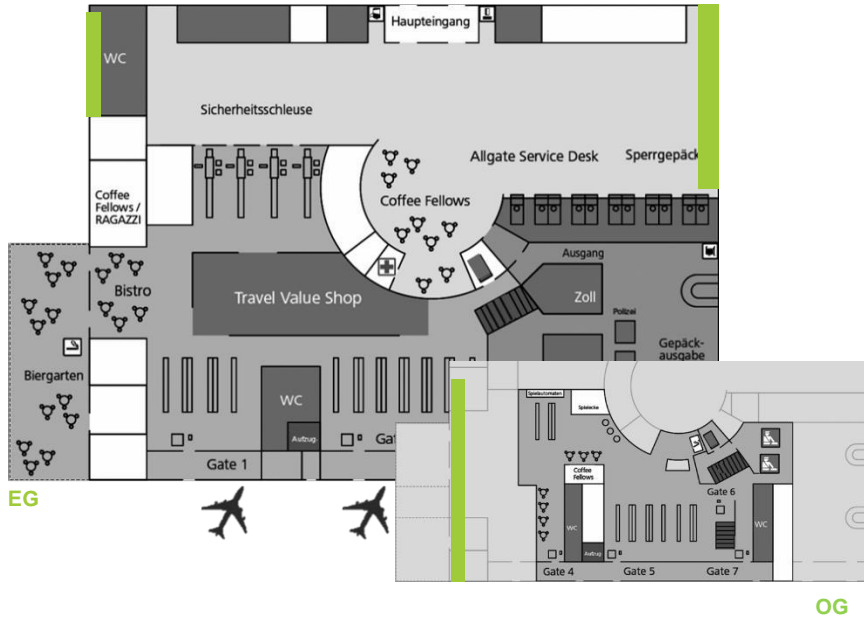 Haupteingang
WC
Sicherheitsschleuse
Allgate Service Desk
Sperrgepäck
Coffee
Fellows /
RAGAZZI
Coffee Fellows
Ausgang
Bistro
Travel Value Shop
Zoll
Polizei
Gepäck-
ausgabe
Biergarten
WC
Aufzug
Gate 1
EG
Spielautomaten
Spielecke
Coffee
Fellows
Gate 6
WC
WC
Aufzug
Gate 4
Gate 5
Gate 7
OG